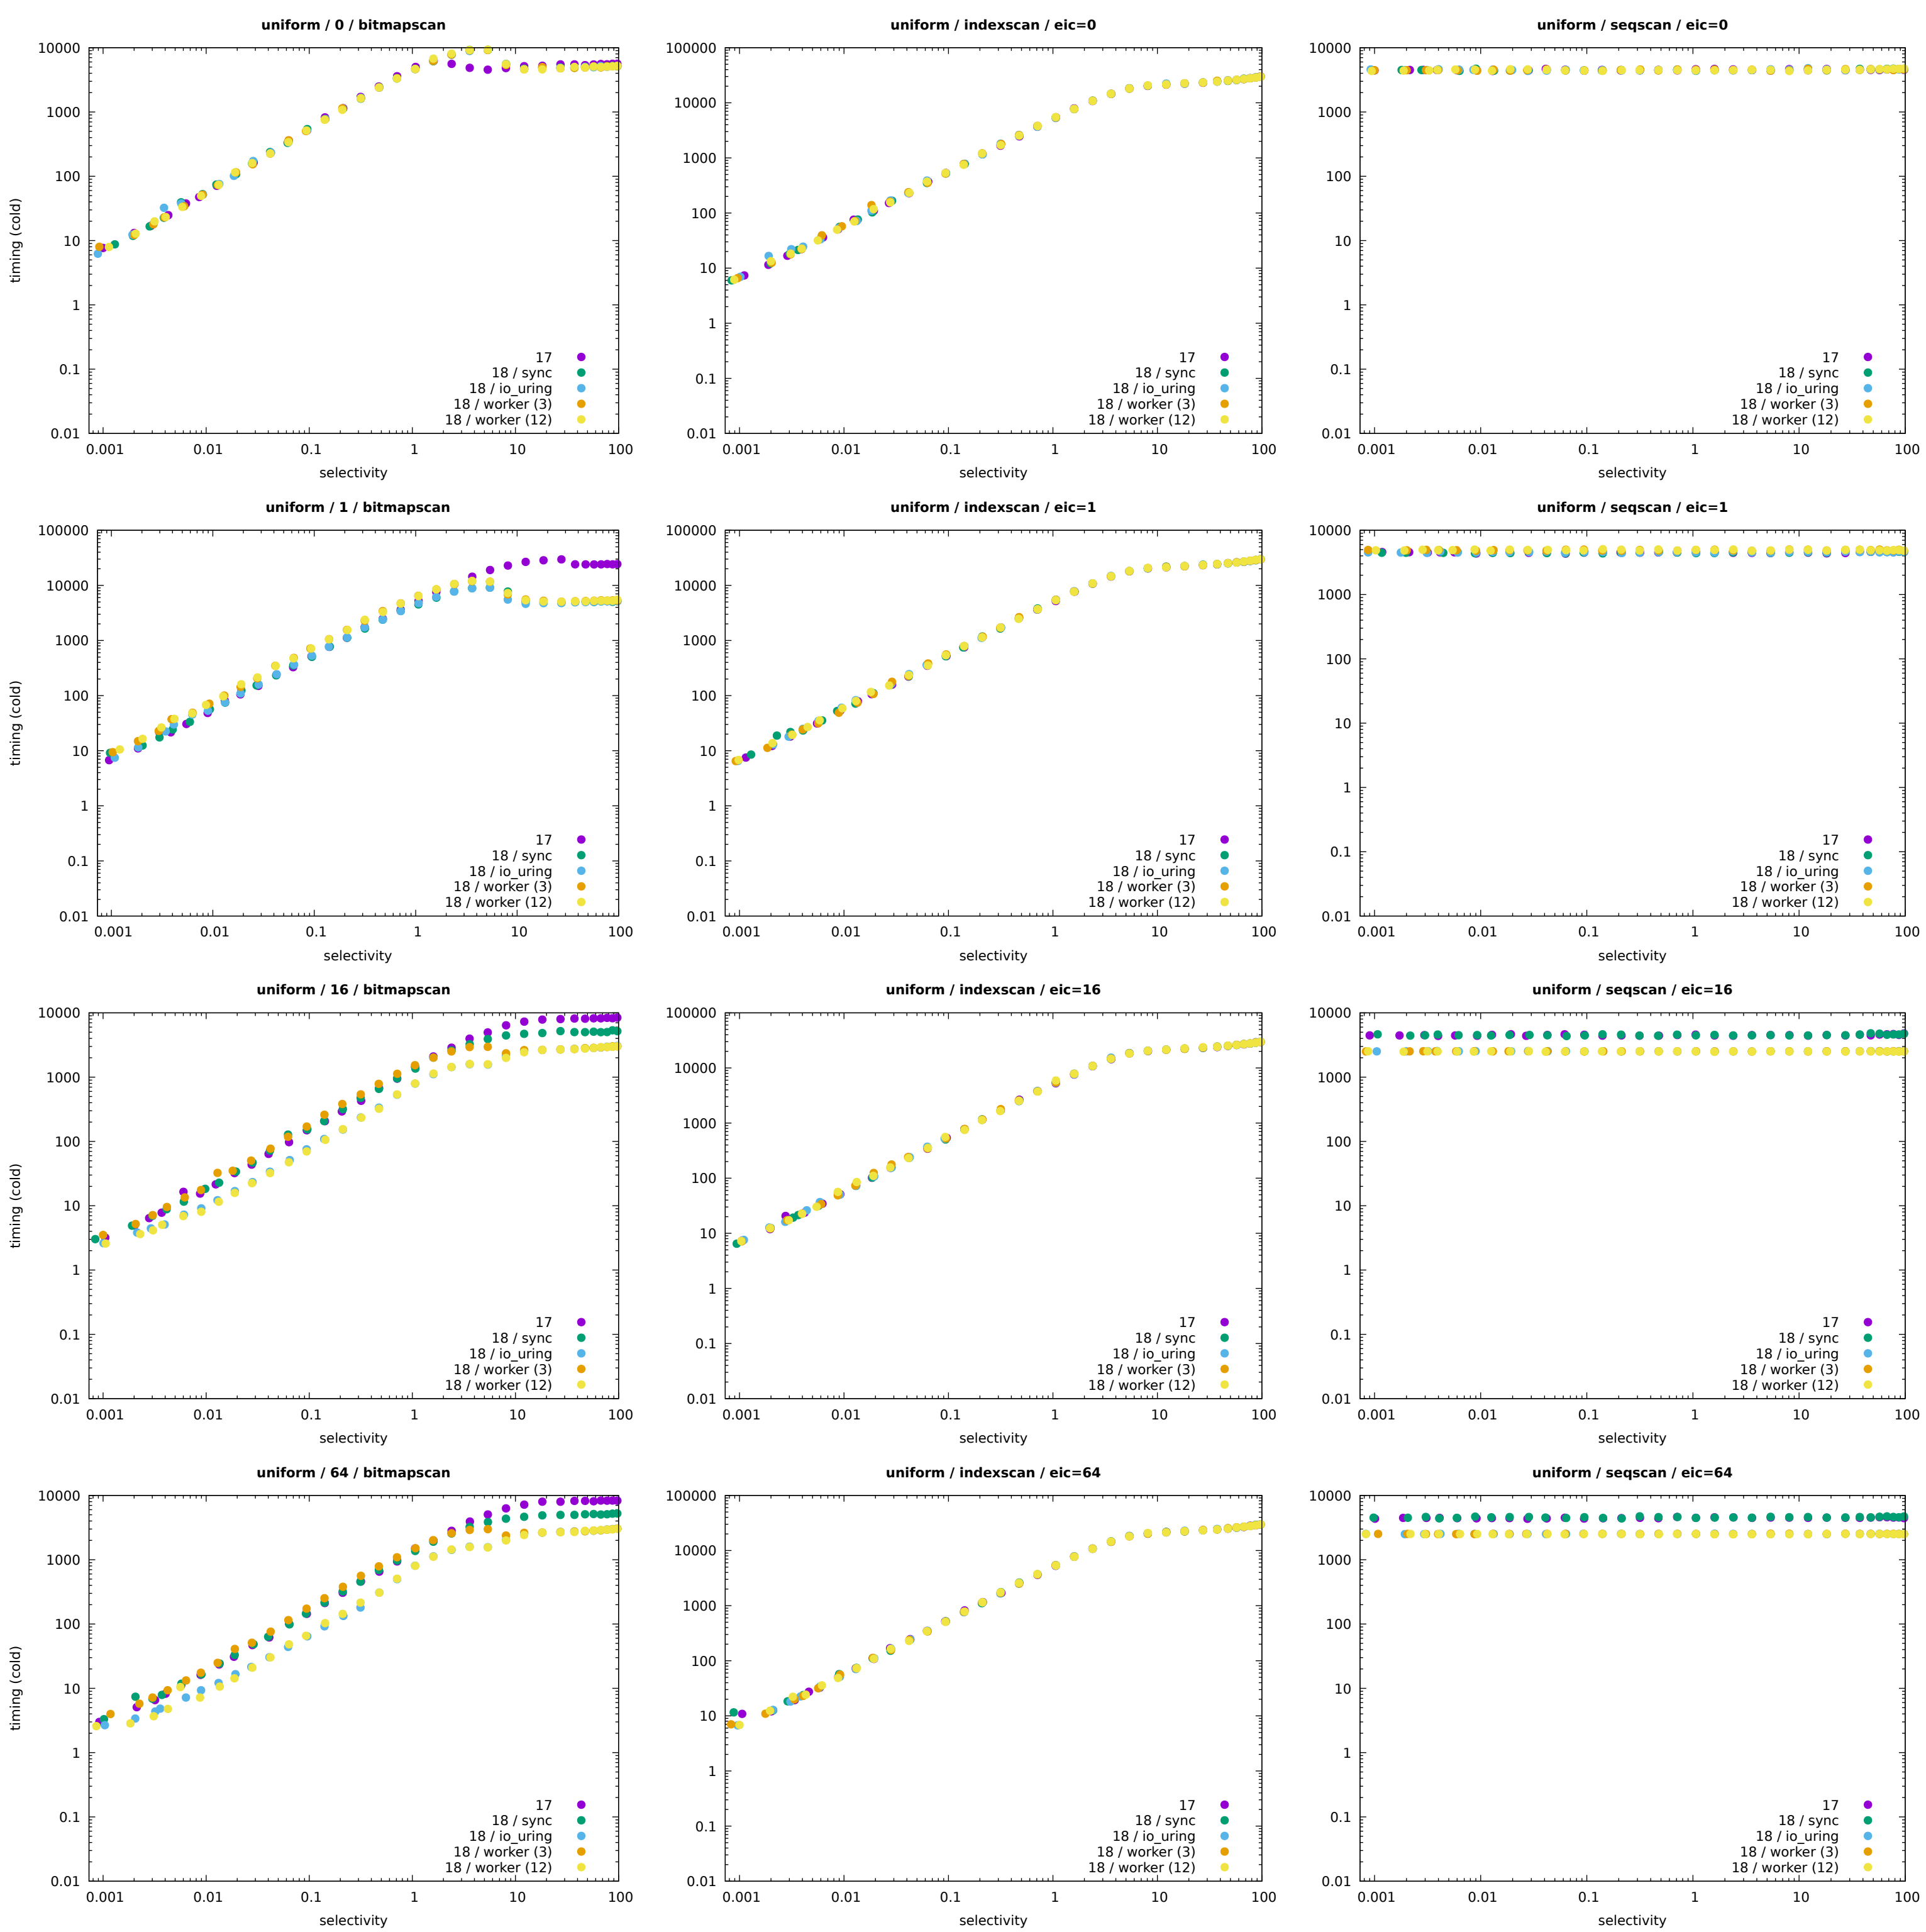 uniform / 0 / bitmapscan
timing (cold)
10000
1000
100
10
1
0.1
0.01
17
18 / sync
18 / io_uring
18 / worker (3)
18 / worker (12)
0.001 0.01 0.1 1 10 100
selectivity
uniform / indexscan / eic=0
100000
10000
1000
100
10
1
0.1
0.01
17
18 / sync
18 / io_uring
18 / worker (3)
18 / worker (12)
0.001 0.01 0.1 1 10 100
selectivity
uniform / seqscan / eic=0
10000
1000
100
10
1
0.1
0.01
17
18 / sync
18 / io_uring
18 / worker (3)
18 / worker (12)
0.001 0.01 0.1 1 10 100
selectivity
uniform / 1 / bitmapscan
timing (cold)
100000
10000
1000
100
10
1
0.1
0.01
17
18 / sync
18 / io_uring
18 / worker (3)
18 / worker (12)
0.001 0.01 0.1 1 10 100
selectivity
uniform / indexscan / eic=1
100000
10000
1000
100
10
1
0.1
0.01
17
18 / sync
18 / io_uring
18 / worker (3)
18 / worker (12)
0.001 0.01 0.1 1 10 100
selectivity
uniform / seqscan / eic=1
10000
1000
100
10
1
0.1
0.01
17
18 / sync
18 / io_uring
18 / worker (3)
18 / worker (12)
0.001 0.01 0.1 1 10 100
selectivity
uniform / 16 / bitmapscan
timing (cold)
10000
1000
100
10
1
0.1
0.01
17
18 / sync
18 / io_uring
18 / worker (3)
18 / worker (12)
0.001 0.01 0.1 1 10 100
selectivity
uniform / indexscan / eic=16
100000
10000
1000
100
10
1
0.1
0.01
17
18 / sync
18 / io_uring
18 / worker (3)
18 / worker (12)
0.001 0.01 0.1 1 10 100
selectivity
uniform / seqscan / eic=16
10000
1000
100
10
1
0.1
0.01
17
18 / sync
18 / io_uring
18 / worker (3)
18 / worker (12)
0.001 0.01 0.1 1 10 100
selectivity
uniform / 64 / bitmapscan
timing (cold)
10000
1000
100
10
1
0.1
0.01
17
18 / sync
18 / io_uring
18 / worker (3)
18 / worker (12)
0.001 0.01 0.1 1 10 100
selectivity
uniform / indexscan / eic=64
100000
10000
1000
100
10
1
0.1
0.01
17
18 / sync
18 / io_uring
18 / worker (3)
18 / worker (12)
0.001 0.01 0.1 1 10 100
selectivity
uniform / seqscan / eic=64
10000
1000
100
10
1
0.1
0.01
17
18 / sync
18 / io_uring
18 / worker (3)
18 / worker (12)
0.001 0.01 0.1 1 10 100
selectivity